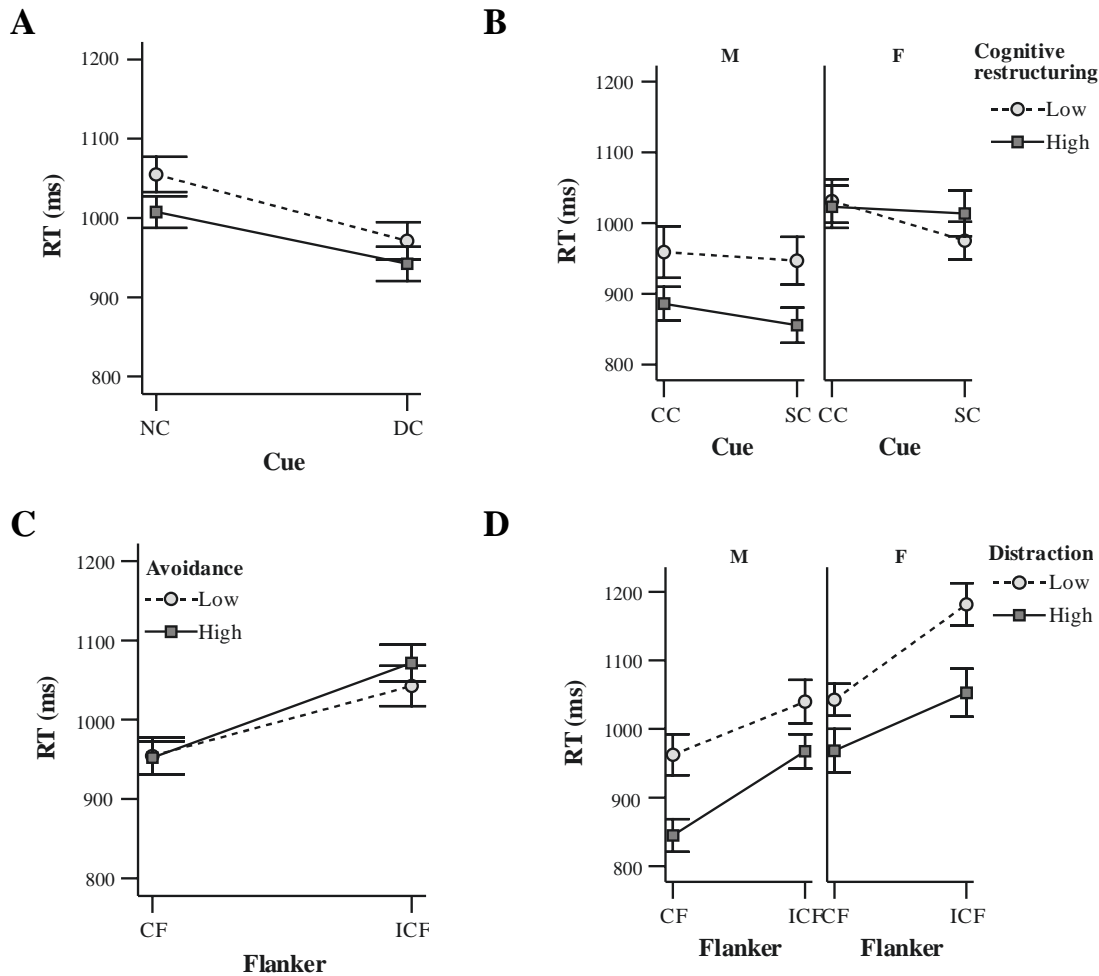 A
1200
1100
1000
900
800
RT (ms)
NC
DC
Cue
B
M
F
Cognitive
restructuring
Low
High
1200
1100
1000
900
800
RT (ms)
CC
SC
CC
SC
Cue
Cue
C
1200
1100
1000
900
800
RT (ms)
Avoidance
Low
High
CF
ICF
Flanker
D
M
F
Distraction
Low
High
1200
1100
1000
900
800
RT (ms)
CF
ICF
CF
ICF
Flanker
Flanker